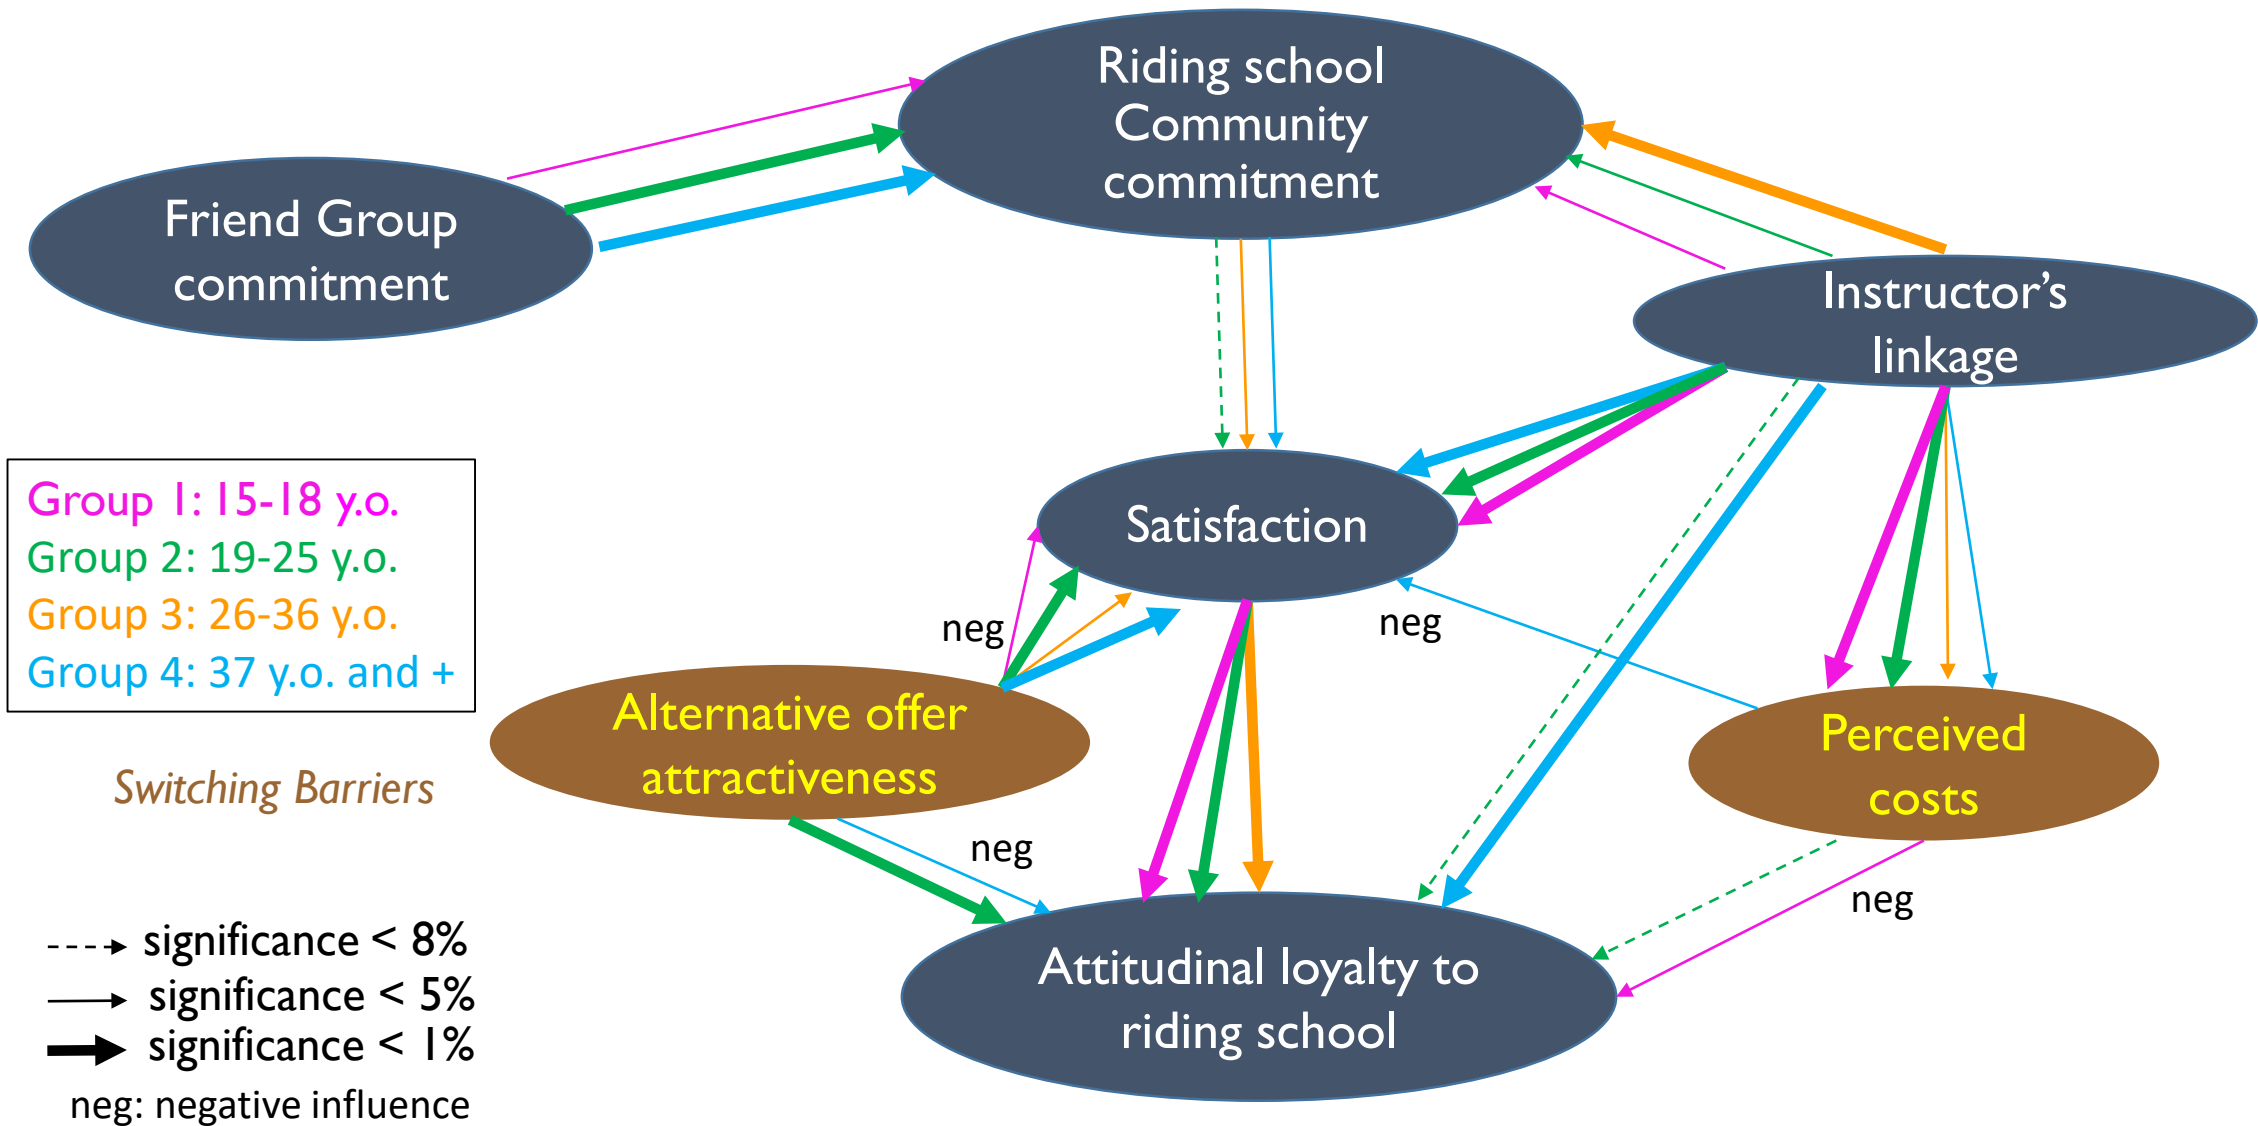 Riding school
Community
commitment
Friend Group
commitment
Instructor's
linkage
Group 1: 15-18 y.o.
Group 2: 19-25 y.o.
Group 3: 26-36 y.o.
Group 4: 37 y.o. and +
Satisfaction
neg
neg
Alternative offer
attractiveness
Perceived
costs
Switching Barriers
neg
neg
Attitudinal loyalty to
riding school
significance < 8%
significance < 5%
significance < 1%
neg: negative influence